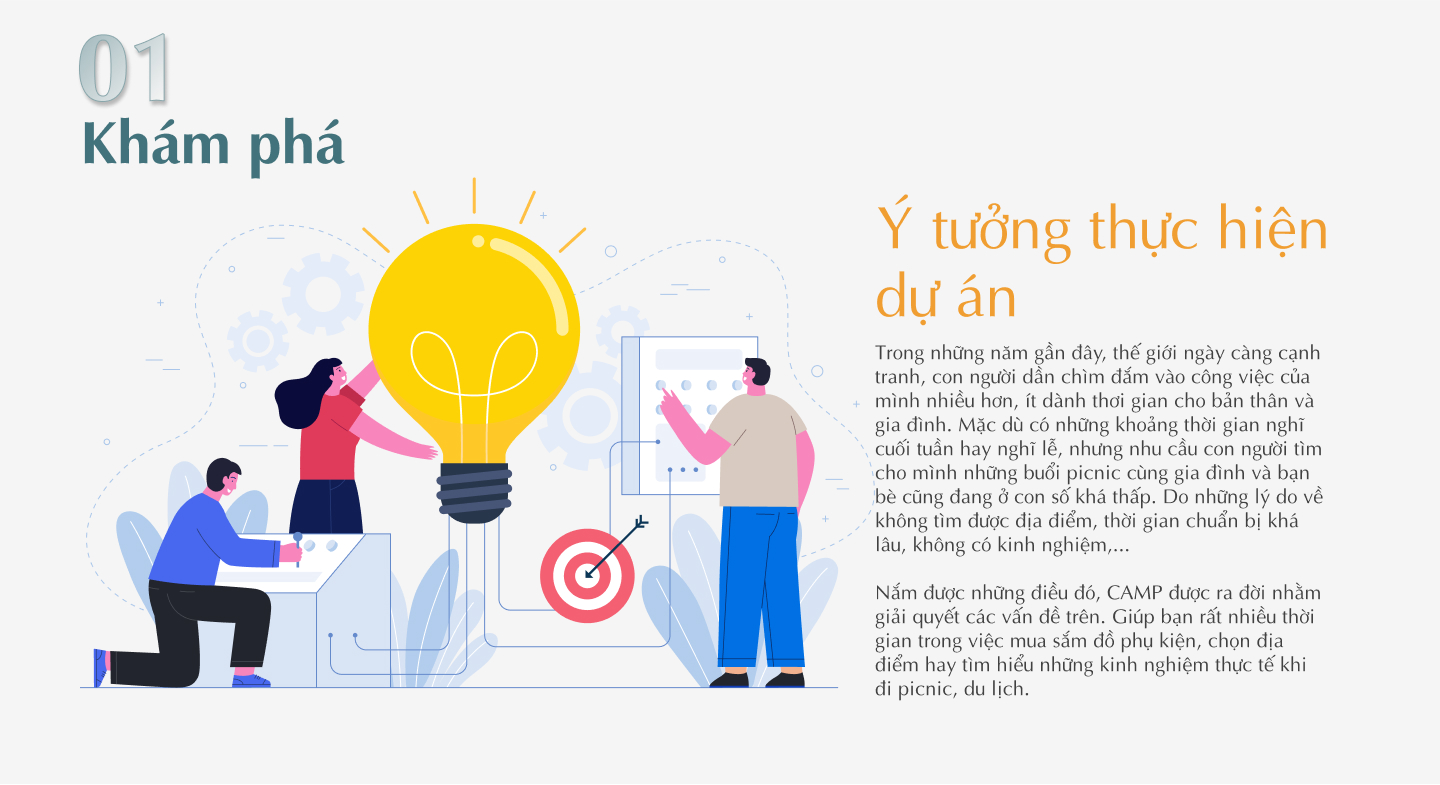 01
Khám phá
Ý tưởng thực hiện
dự án
Trong những năm gần đây, thế giới ngày càng cạnh
tranh, con người dần chìm đắm vào công việc của
mình nhiều hơn, ít dành thơi gian cho bản thân và
gia đình. Mặc dù có những khoảng thời gian nghĩ
cuối tuần hay nghĩ lễ, nhưng nhu cầu con người tìm
cho mình những buổi picnic cùng gia đình và bạn
bè cũng đang ở con số khá thấp. Do những lý do về
không tìm được địa điểm, thời gian chuẩn bị khá
lâu, không có kinh nghiệm,...
Nắm được những điều đó, CAMP được ra đời nhằm
giải quyết các vấn đề trên. Giúp bạn rất nhiều thời
gian trong việc mua sắm đồ phụ kiện, chọn địa
điểm hay tìm hiểu những kinh nghiệm thực tế khi
đi picnic, du lịch.